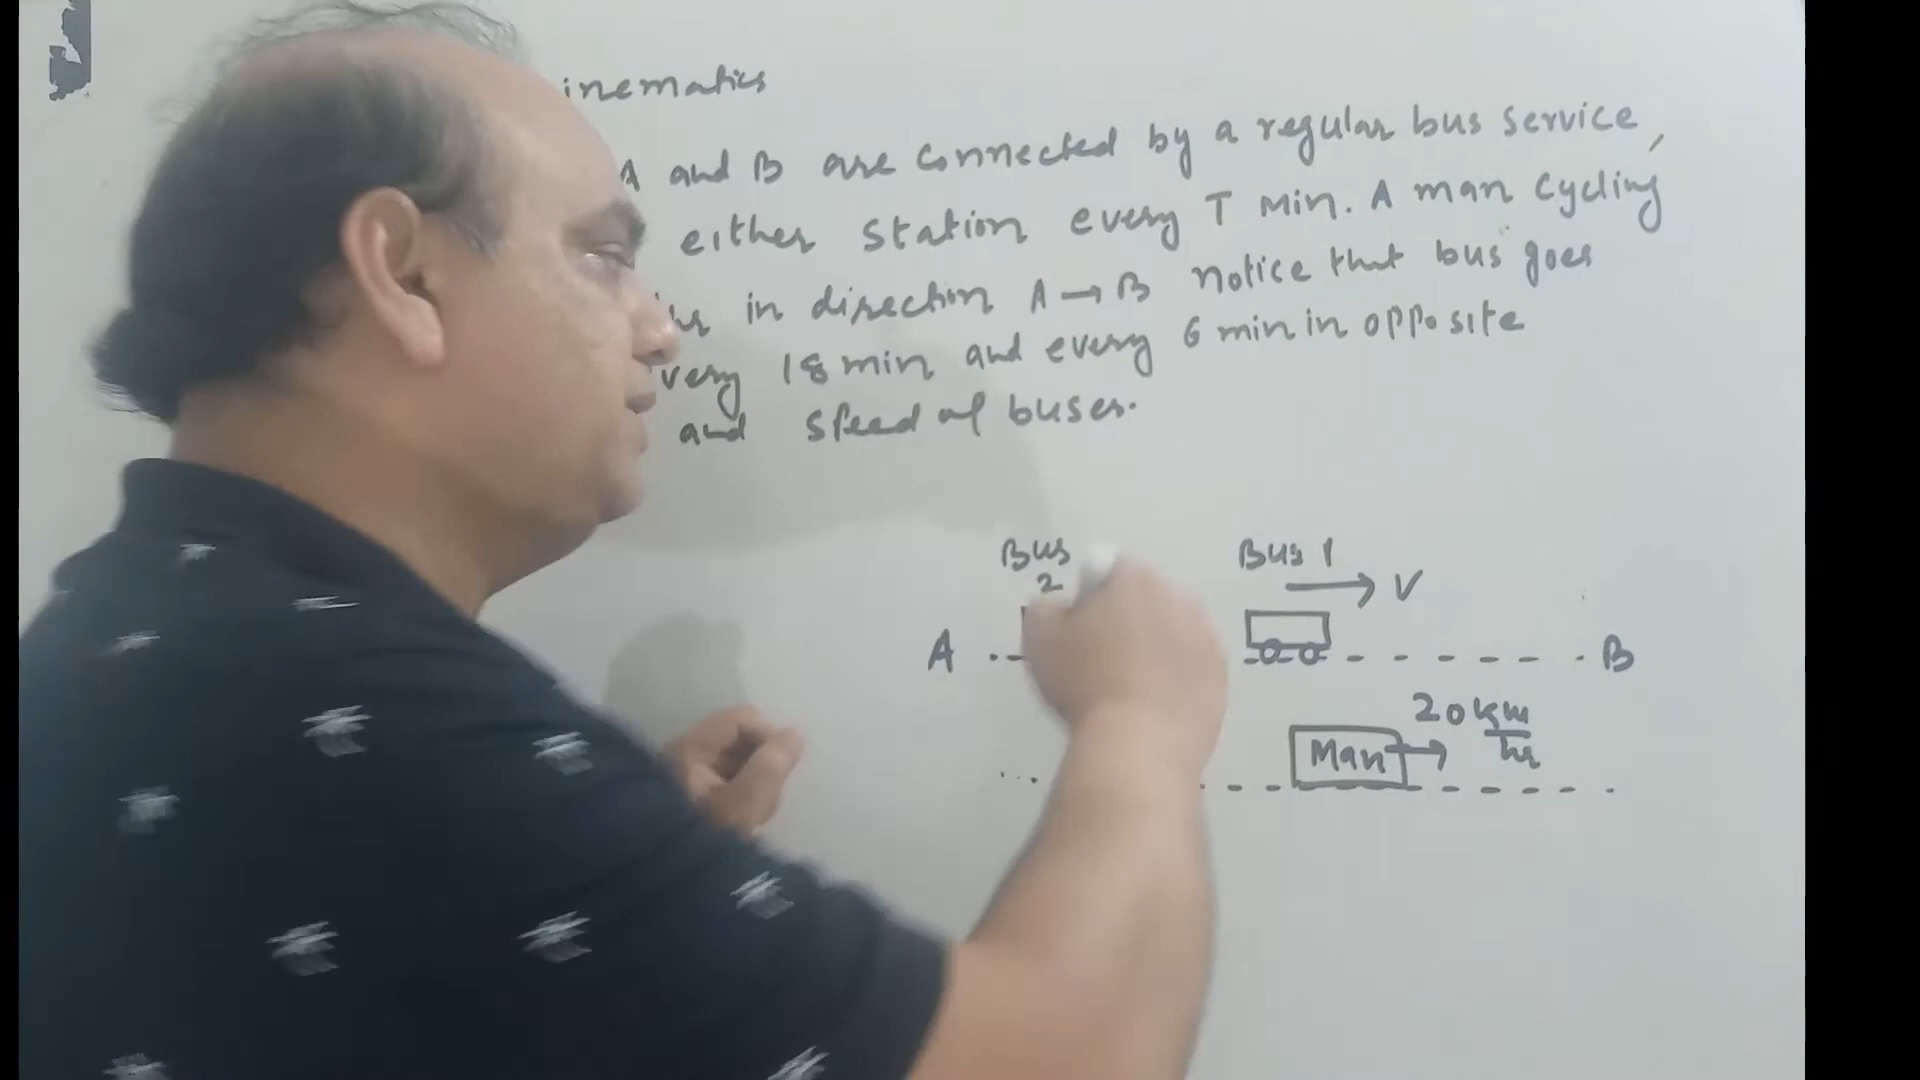 inematics
A and B are connected by a regular bus service,
either station every T min. A man cycling
in direction A → B notice that bus goes
very 18 min and every 6 min in opposite
and speed of buses.
Bus 2
Bus 1
→ V
A
B
20 km/hr
Man →